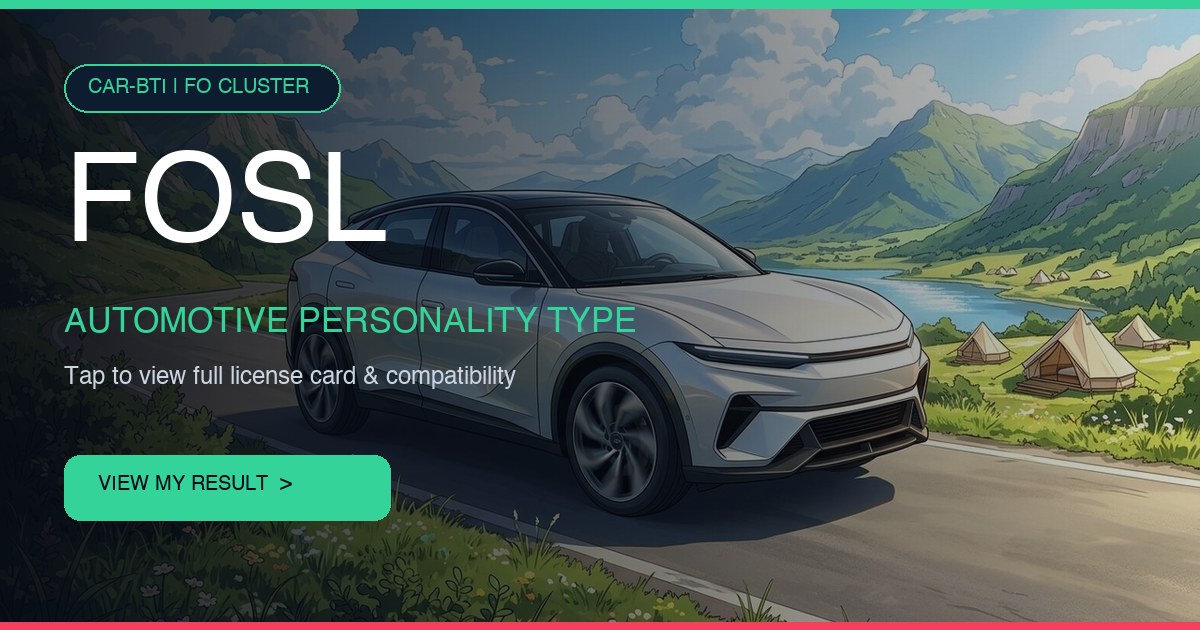 CAR-BTI | FO CLUSTER
FOSL
AUTOMOTIVE PERSONALITY TYPE
Tap to view full license card & compatibility
VIEW MY RESULT >